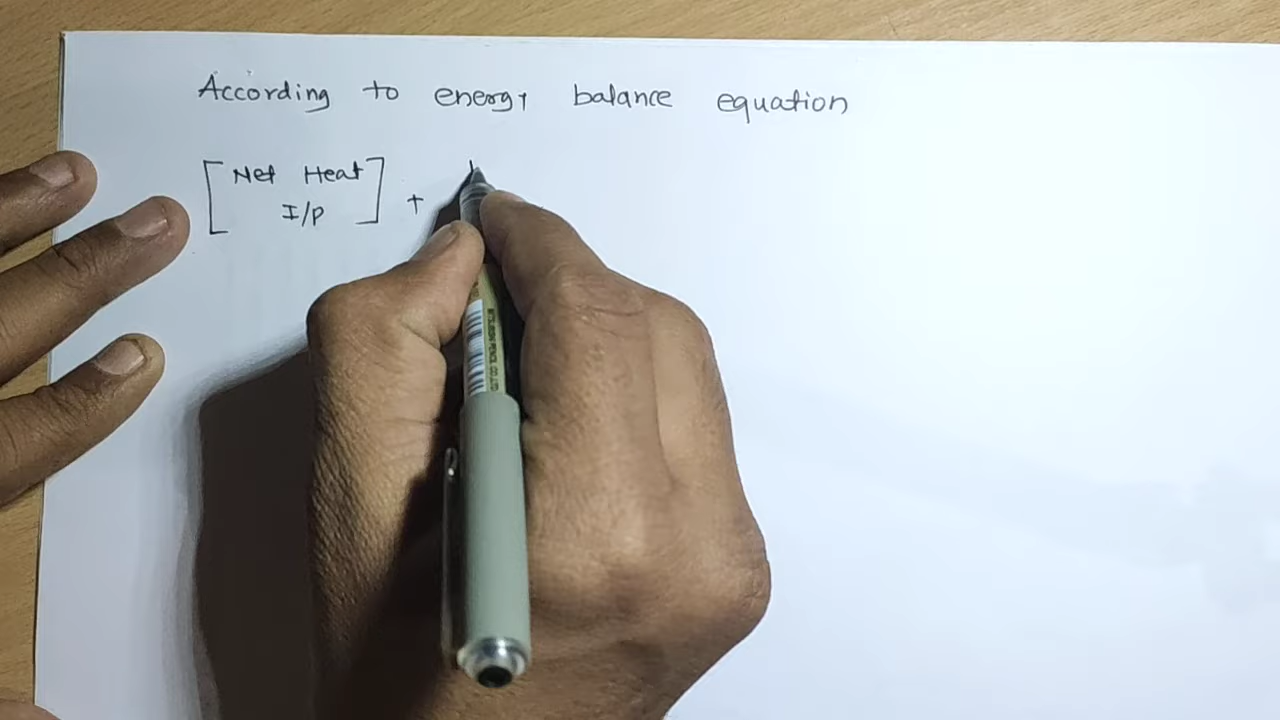 According to energy balance equation
[Net Heat] +
I/P